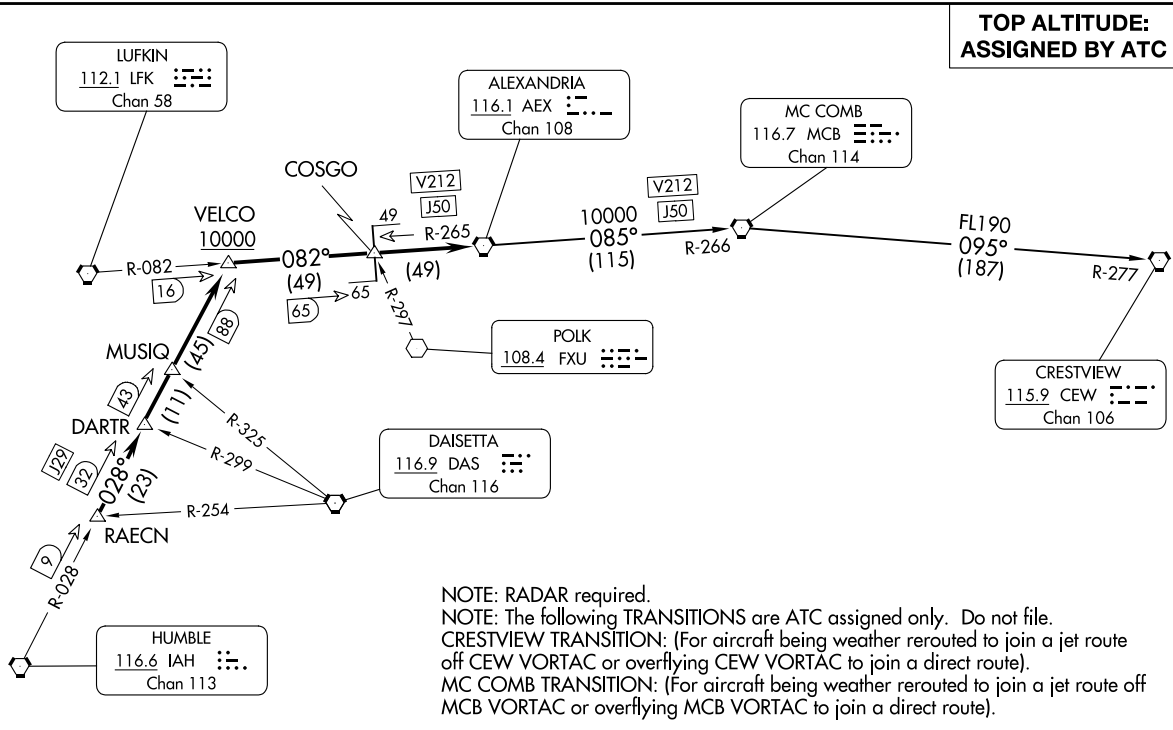 TOP ALTITUDE:
ASSIGNED BY ATC
LUFKIN
112.1 LFK
Chan 58
ALEXANDRIA
116.1 AEX
Chan 108
MC COMB
116.7 MCB
Chan 114
COSGO
V212
J50
49
R-265
VELCO
10000
R-082
16
082°
(49)
65
65
(49)
R-297
10000
V212
J50
085°
(115)
R-266
FL190
095°
(187)
R-277
POLK
108.4 FXU
CRESTVIEW
115.9 CEW
Chan 106
MUSIQ
88
(45)
43
(11)
DARTR
R-325
R-299
J29
32
028°
(23)
R-254
RAECN
DAISETTA
116.9 DAS
Chan 116
9
R-028
HUMBLE
116.6 IAH
Chan 113
NOTE: RADAR required.
NOTE: The following TRANSITIONS are ATC assigned only. Do not file.
CRESTVIEW TRANSITION: (For aircraft being weather rerouted to join a jet route
off CEW VORTAC or overflying CEW VORTAC to join a direct route).
MC COMB TRANSITION: (For aircraft being weather rerouted to join a jet route off
MCB VORTAC or overflying MCB VORTAC to join a direct route).